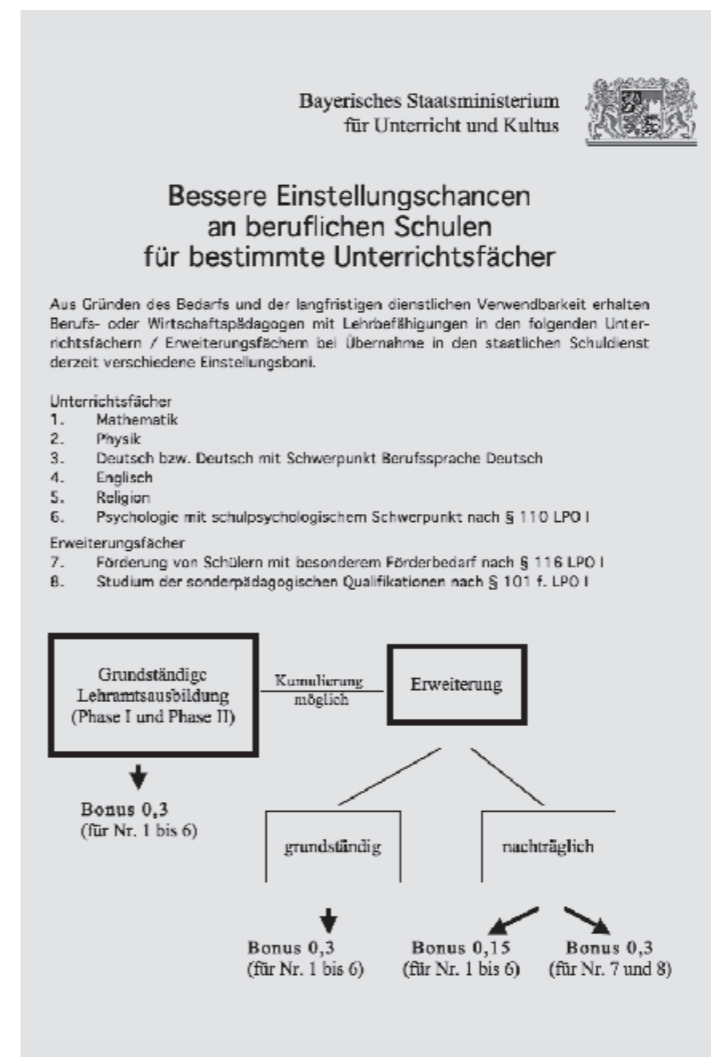 Bayerisches Staatsministerium
für Unterricht und Kultus
Bessere Einstellungschancen
an beruflichen Schulen
für bestimmte Unterrichtsfächer
Aus Gründen des Bedarfs und der langfristigen dienstlichen Verwendbarkeit erhalten
Berufs- oder Wirtschaftspädagogen mit Lehrbefähigungen in den folgenden Unter-
richtsfächern / Erweiterungsfächern bei Übernahme in den staatlichen Schuldienst
derzeit verschiedene Einstellungsboni.
Unterrichtsfächer
1. Mathematik
2. Physik
3. Deutsch bzw. Deutsch mit Schwerpunkt Berufssprache Deutsch
4. Englisch
5. Religion
6. Psychologie mit schulpsychologischem Schwerpunkt nach § 110 LPO I
Erweiterungsfächer
7. Förderung von Schülern mit besonderem Förderbedarf nach § 116 LPO I
8. Studium der sonderpädagogischen Qualifikationen nach § 101 f. LPO I
Grundständige
Lehramtsausbildung
(Phase I und Phase II)
Kumulierung
möglich
Erweiterung
Bonus 0,3
(für Nr. 1 bis 6)
grundständig
nachträglich
Bonus 0,3
(für Nr. 1 bis 6)
Bonus 0,15
(für Nr. 1 bis 6)
Bonus 0,3
(für Nr. 7 und 8)